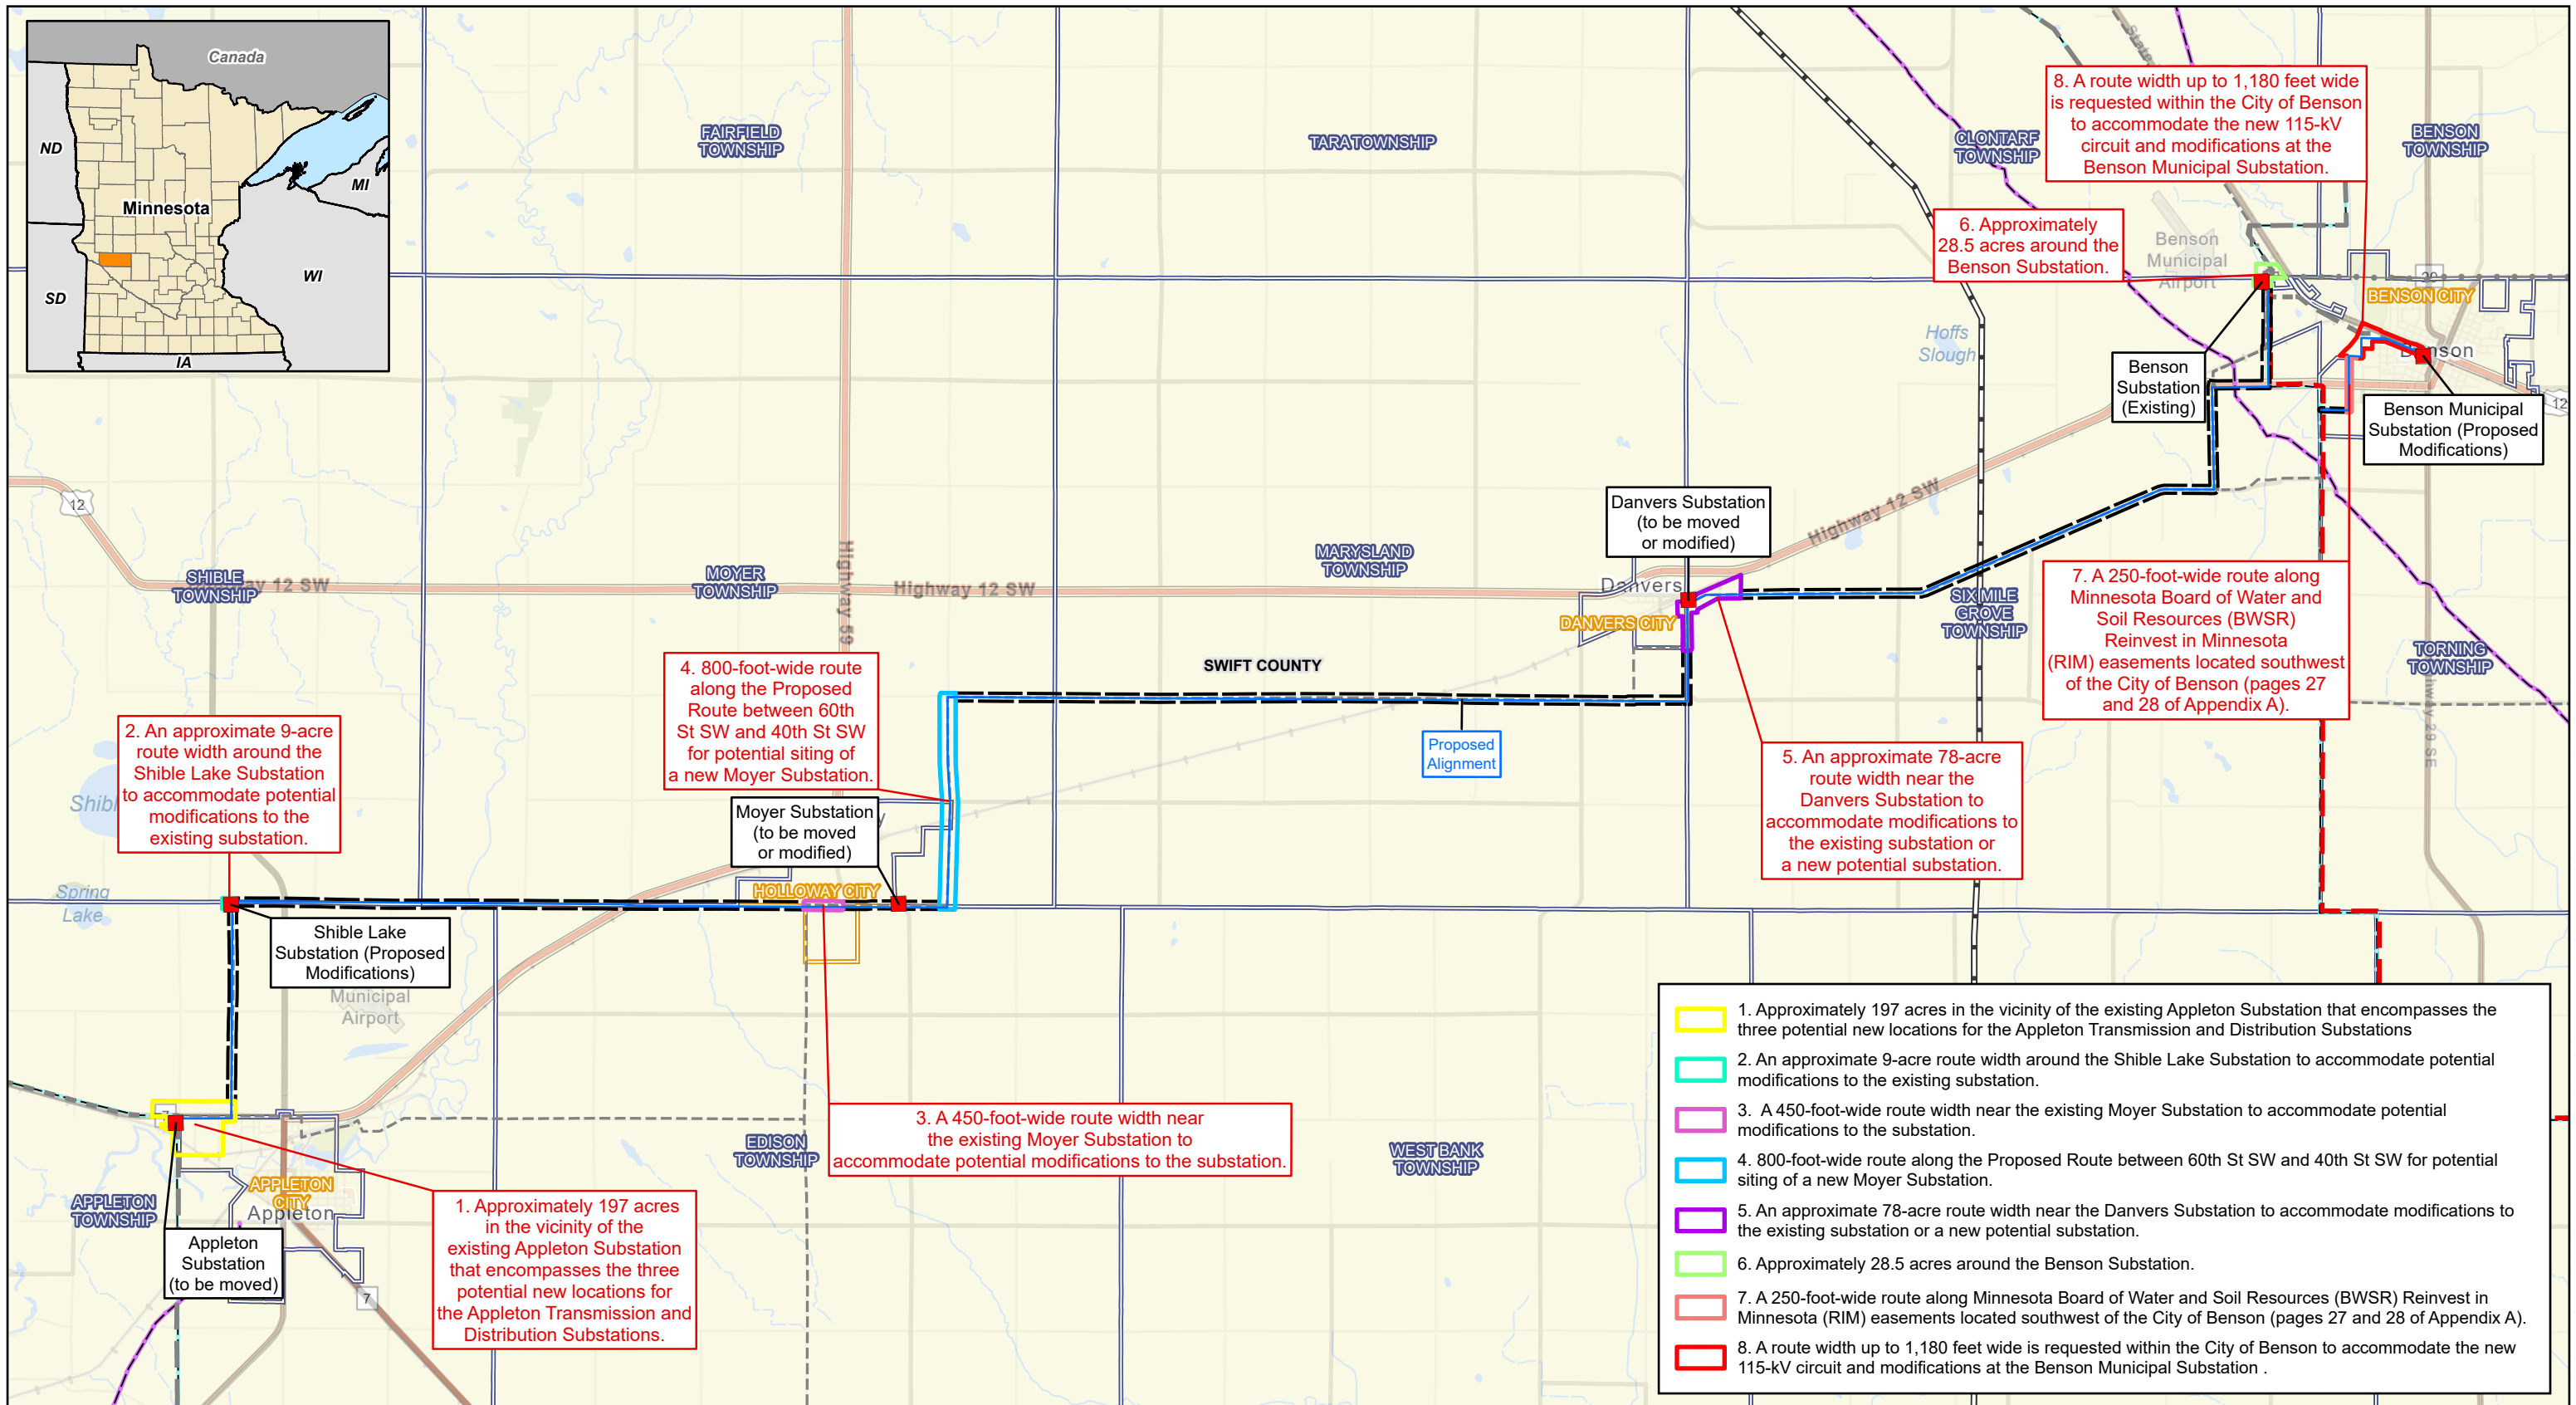 Canada
ND
MI
Minnesota
WI
SD
IA
FAIRFIELD
TOWNSHIP
TARA TOWNSHIP
CLONTARF
TOWNSHIP
8. A route width up to 1,180 feet wide
is requested within the City of Benson
to accommodate the new 115-kV
circuit and modifications at the
Benson Municipal Substation.
BENSON
TOWNSHIP
6. Approximately
28.5 acres around the
Benson Substation.
Benson
Municipal
Airport
BENSON CITY
Hoffs
Slough
Benson
Substation
(Existing)
12
Benson Municipal
Substation (Proposed
Modifications)
12
Highway 12 SW
Danvers Substation
(to be moved
or modified)
SHIBLE
TOWNSHIP
MOYER
TOWNSHIP
Highway 59
Highway 12 SW
MARYSLAND
TOWNSHIP
Danvers
DANVERS CITY
SIX MILE
GROVE
TOWNSHIP
7. A 250-foot-wide route along
Minnesota Board of Water and
Soil Resources (BWSR)
Reinvest in Minnesota
(RIM) easements located southwest
of the City of Benson (pages 27
and 28 of Appendix A).
TORNING
TOWNSHIP
SWIFT COUNTY
4. 800-foot-wide route
along the Proposed
Route between 60th
St SW and 40th St SW
for potential siting of
a new Moyer Substation.
2. An approximate 9-acre
route width around the
Shible Lake Substation
to accommodate potential
modifications to the
existing substation.
Proposed
Alignment
5. An approximate 78-acre
route width near the
Danvers Substation to
accommodate modifications to
the existing substation or
a new potential substation.
Moyer Substation
(to be moved
or modified)
HOLLOWAY CITY
Spring
Lake
Shible Lake
Substation (Proposed
Modifications)
Municipal
Airport
3. A 450-foot-wide route width near
the existing Moyer Substation to
accommodate potential modifications to the substation.
EDISON
TOWNSHIP
WEST BANK
TOWNSHIP
APPLETON
TOWNSHIP
APPLETON
CITY
Appleton
Appleton
Substation
(to be moved)
7
1. Approximately 197 acres
in the vicinity of the
existing Appleton Substation
that encompasses the three
potential new locations for
the Appleton Transmission and
Distribution Substations.
1. Approximately 197 acres in the vicinity of the existing Appleton Substation that encompasses the
three potential new locations for the Appleton Transmission and Distribution Substations
2. An approximate 9-acre route width around the Shible Lake Substation to accommodate potential
modifications to the existing substation.
3. A 450-foot-wide route width near the existing Moyer Substation to accommodate potential
modifications to the substation.
4. 800-foot-wide route along the Proposed Route between 60th St SW and 40th St SW for potential
siting of a new Moyer Substation.
5. An approximate 78-acre route width near the Danvers Substation to accommodate modifications to
the existing substation or a new potential substation.
6. Approximately 28.5 acres around the Benson Substation.
7. A 250-foot-wide route along Minnesota Board of Water and Soil Resources (BWSR) Reinvest in
Minnesota (RIM) easements located southwest of the City of Benson (pages 27 and 28 of Appendix A).
8. A route width up to 1,180 feet wide is requested within the City of Benson to accommodate the new
115-kV circuit and modifications at the Benson Municipal Substation .